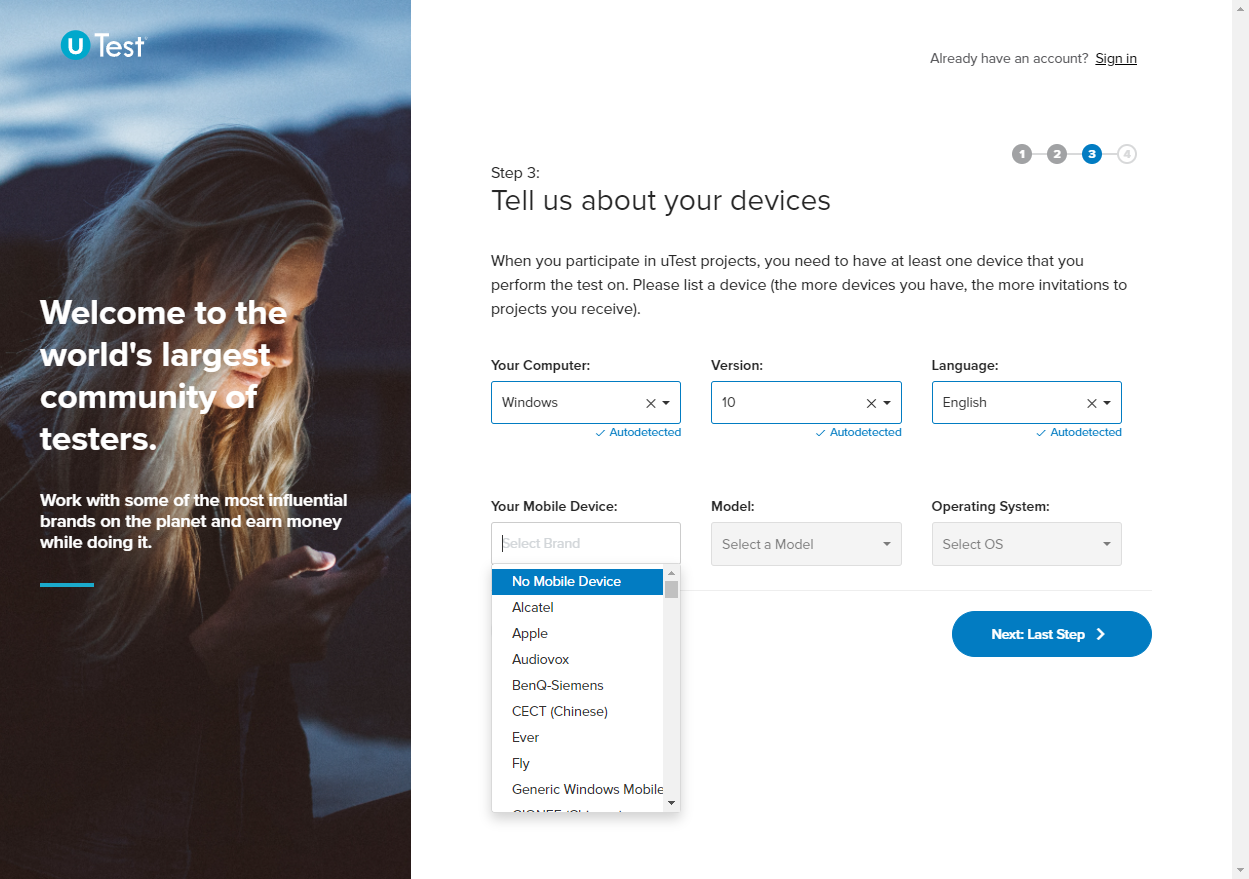 uTest
Already have an account? Sign in
1 2 3 4
Step 3:
Tell us about your devices
When you participate in uTest projects, you need to have at least one device that you
perform the test on. Please list a device (the more devices you have, the more invitations to
projects you receive).
Welcome to the
world's largest
community of
testers.
Work with some of the most influential
brands on the planet and earn money
while doing it.
Your Computer: Version: Language:
Windows 10 English
Autodetected Autodetected Autodetected
Your Mobile Device: Model: Operating System:
Select Brand Select a Model Select OS
No Mobile Device
Alcatel
Apple
Audiovox
BenQ-Siemens
CECT (Chinese)
Ever
Fly
Generic Windows Mobile
Next: Last Step